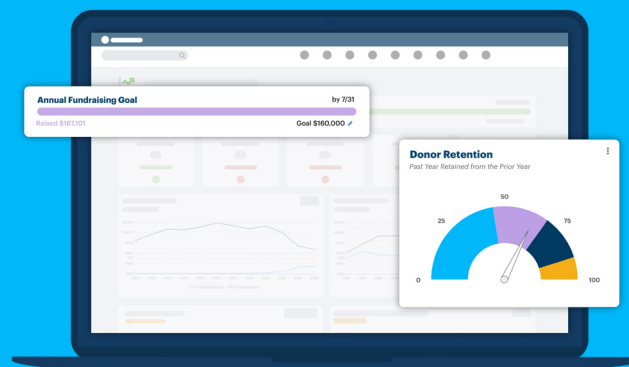 Annual Fundraising Goal
by 7/31
Raised $167,101
Goal $160,000
Donor Retention
Past Year Retained from the Prior Year
50
25
75
0
100